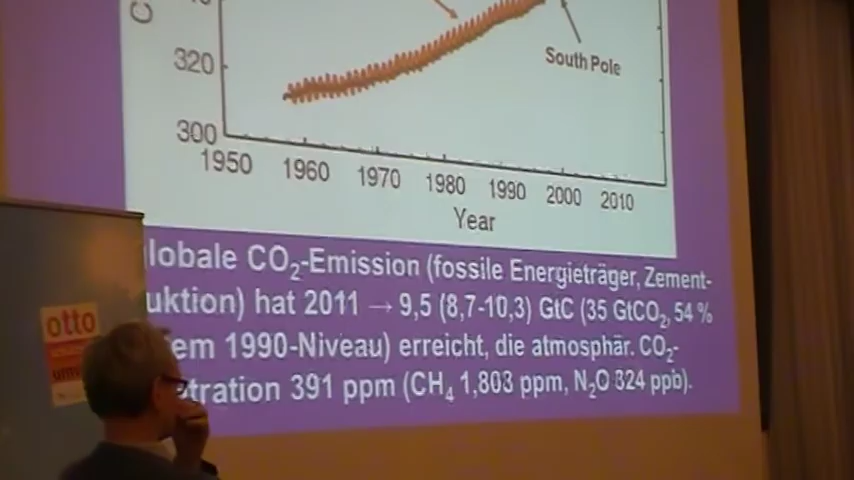 C
320
South Pole
300
1950 1960 1970 1980 1990 2000 2010
Year
lobale CO₂-Emission (fossile Energieträger, Zement-
uktion) hat 2011 → 9,5 (8,7-10,3) GtC (35 GtCO₂, 54 %
em 1990-Niveau) erreicht, die atmosphär. CO₂-
tration 391 ppm (CH₄ 1,803 ppm, N₂O 324 ppb).
otto